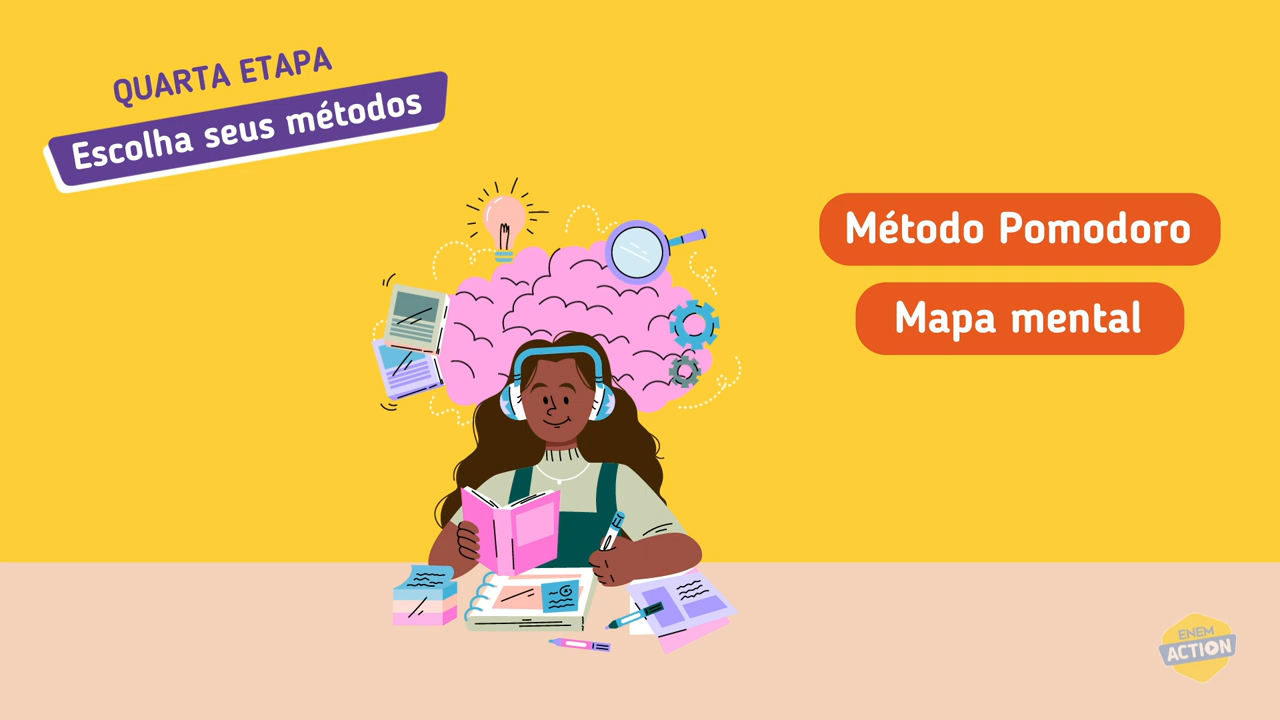 QUARTA ETAPA
Escolha seus métodos
Método Pomodoro
Mapa mental
ENEM
ACTION